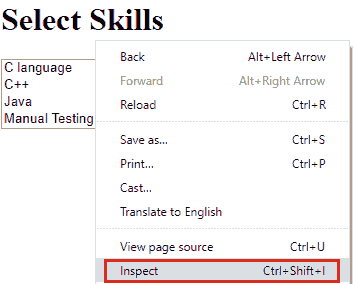 Select Skills
C language
C++
Java
Manual Testing
Back Alt+Left Arrow
Forward Alt+Right Arrow
Reload Ctrl+R
Save as... Ctrl+S
Print... Ctrl+P
Cast...
Translate to English
View page source Ctrl+U
Inspect Ctrl+Shift+I